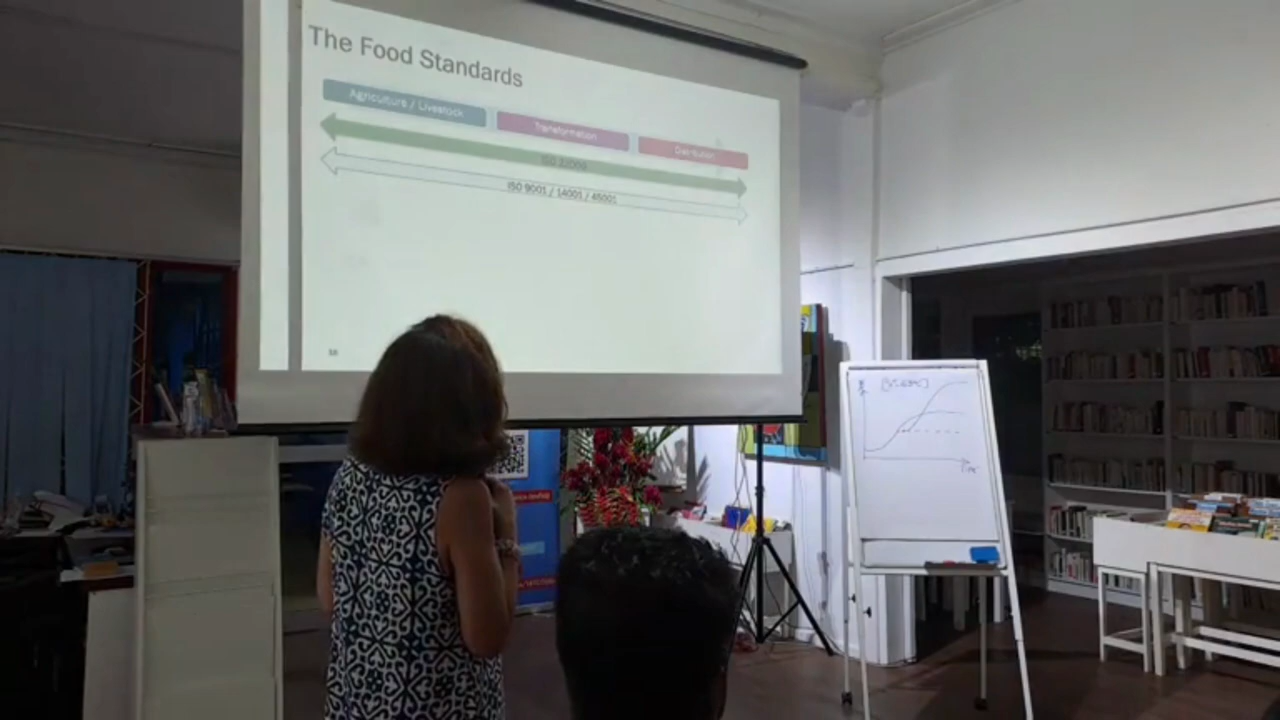 The Food Standards
Agriculture / Livestock
Transformation
Distribution
ISO 22000
ISO 9001 / 14001 / 45001